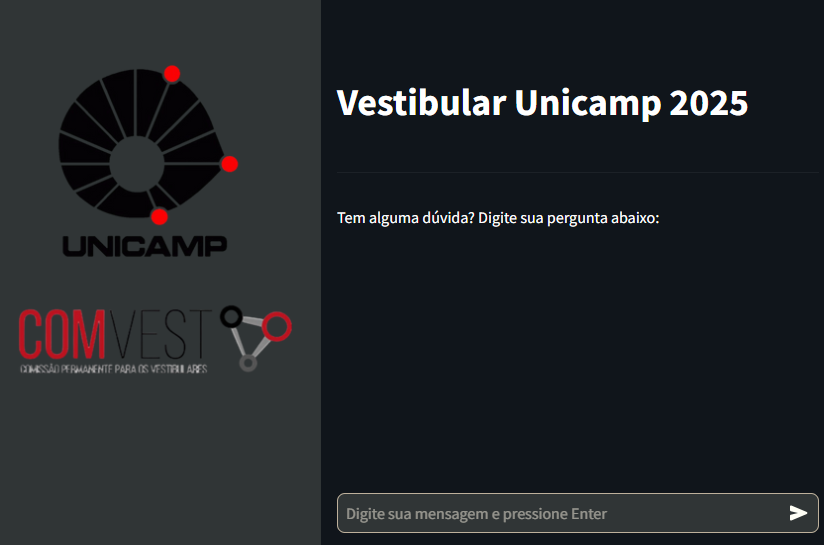 UNICAMP
COMVEST
COMISSÃO PERMANENTE PARA OS VESTIBULARES
Vestibular Unicamp 2025
Tem alguma dúvida? Digite sua pergunta abaixo:
Digite sua mensagem e pressione Enter